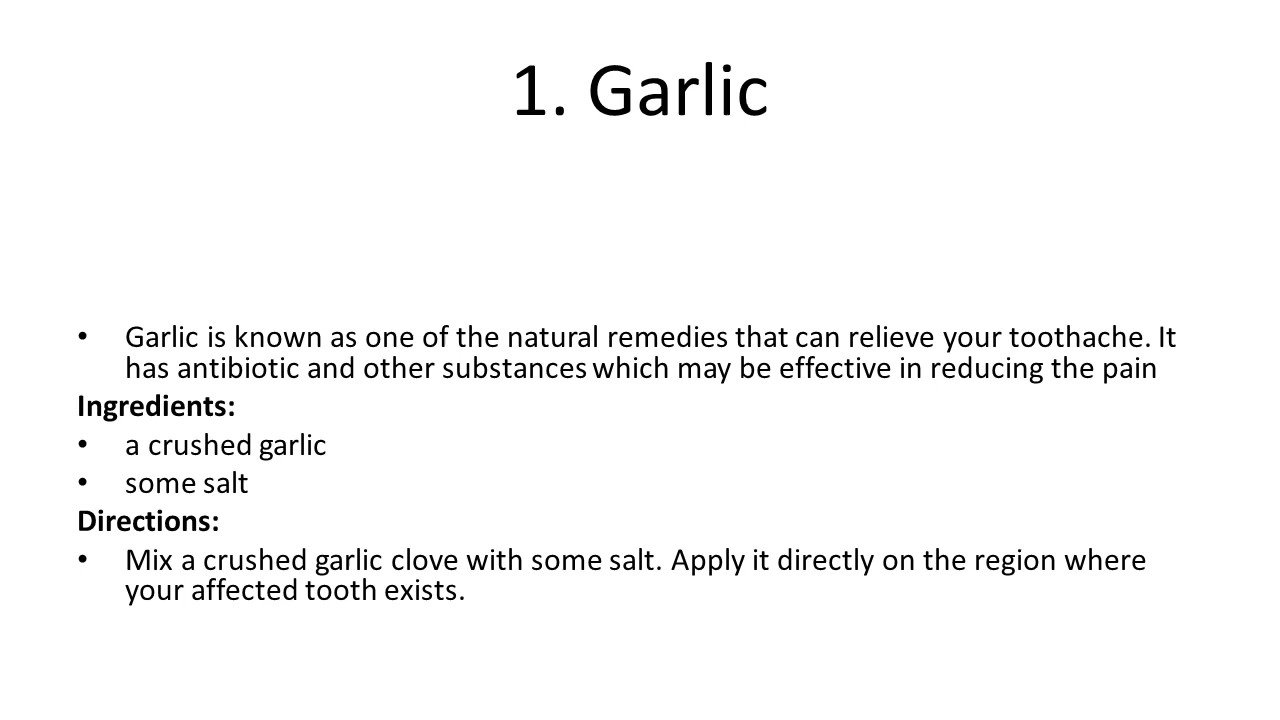 1. Garlic
• Garlic is known as one of the natural remedies that can relieve your toothache. It
has antibiotic and other substances which may be effective in reducing the pain
Ingredients:
• a crushed garlic
• some salt
Directions:
• Mix a crushed garlic clove with some salt. Apply it directly on the region where
your affected tooth exists.